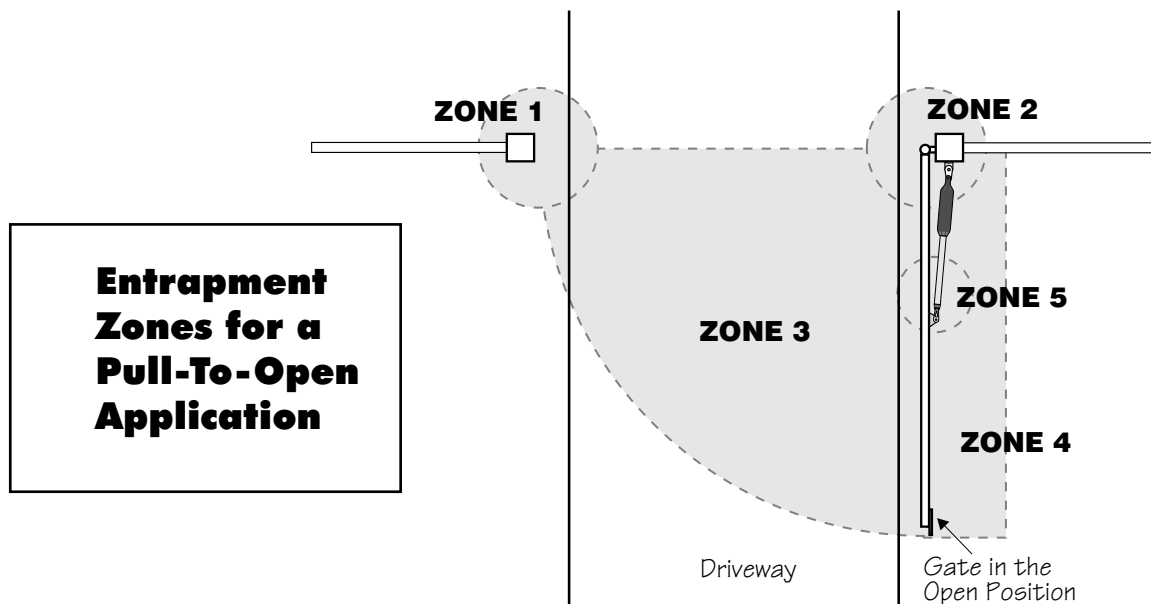 ZONE 1
ZONE 2
Entrapment
Zones for a
Pull-To-Open
Application
ZONE 5
ZONE 3
ZONE 4
Driveway
Gate in the
Open Position